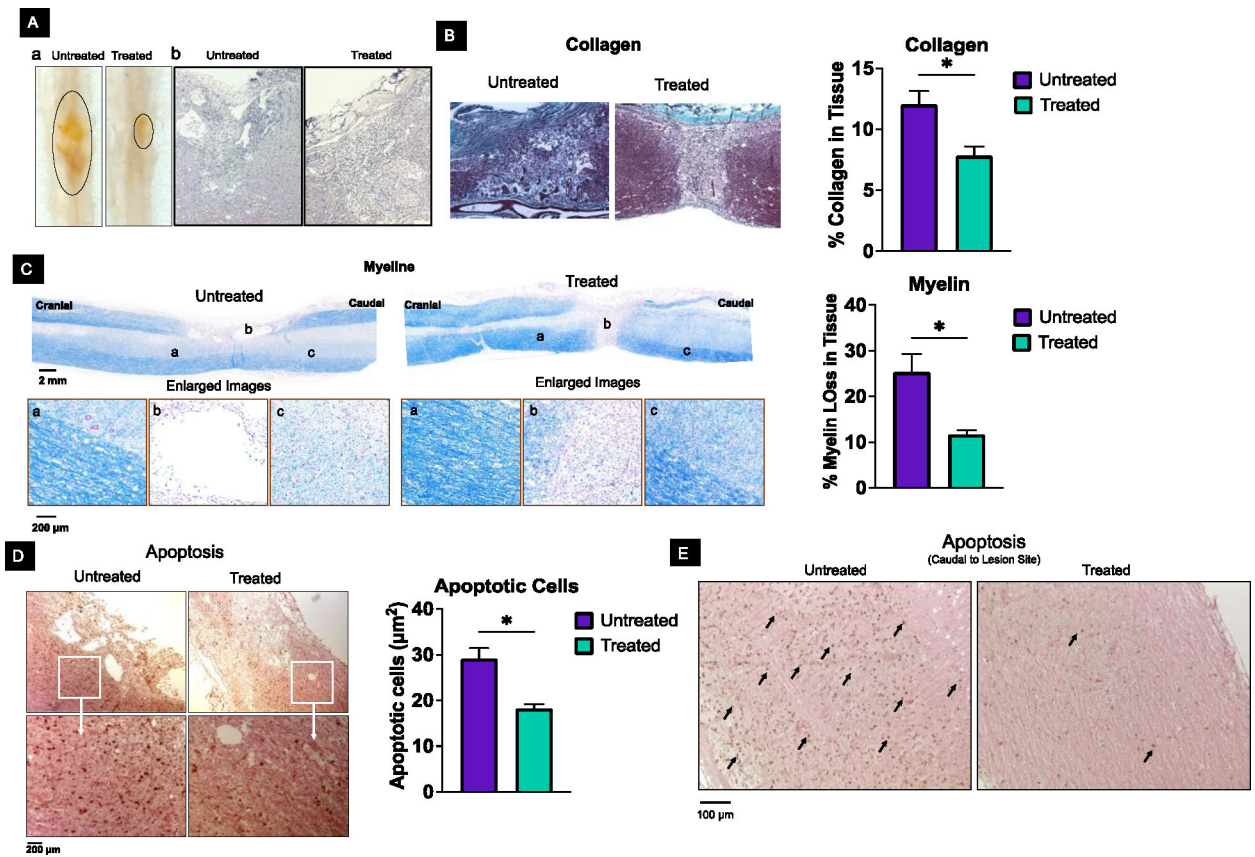 A
a Untreated Treated b Untreated Treated
B
Collagen
Untreated Treated
Collagen
% Collagen in Tissue
15
10
5
0
*
Untreated
Treated
C
Myeline
Untreated
Cranial Caudal
a b c
2 mm
Treated
Cranial Caudal
a b c
Enlarged Images
a b c
200 µm
Enlarged Images
a b c
Myelin
% Myelin LOss in Tissue
40
30
20
10
0
*
Untreated
Treated
D
Apoptosis
Untreated Treated
200 µm
Apoptotic Cells
Apoptotic cells (µm²)
40
30
20
10
0
*
Untreated
Treated
E
Apoptosis
(Caudal to Lesion Site)
Untreated Treated
100 µm